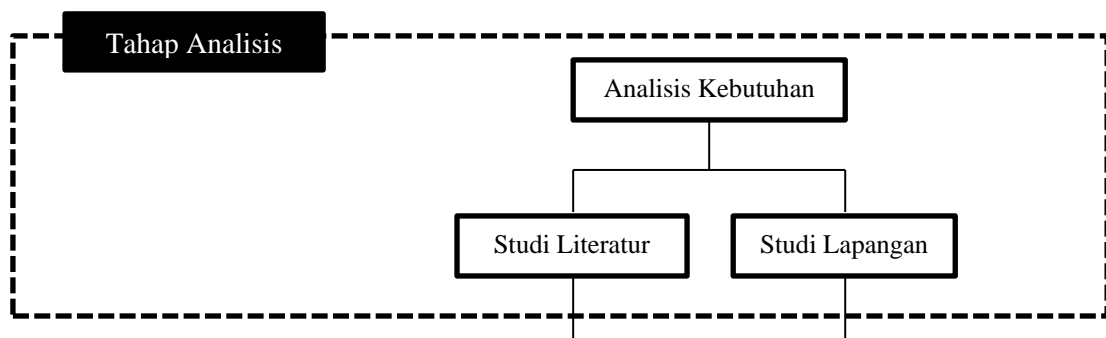 Tahap Analisis
Analisis Kebutuhan
Studi Literatur
Studi Lapangan